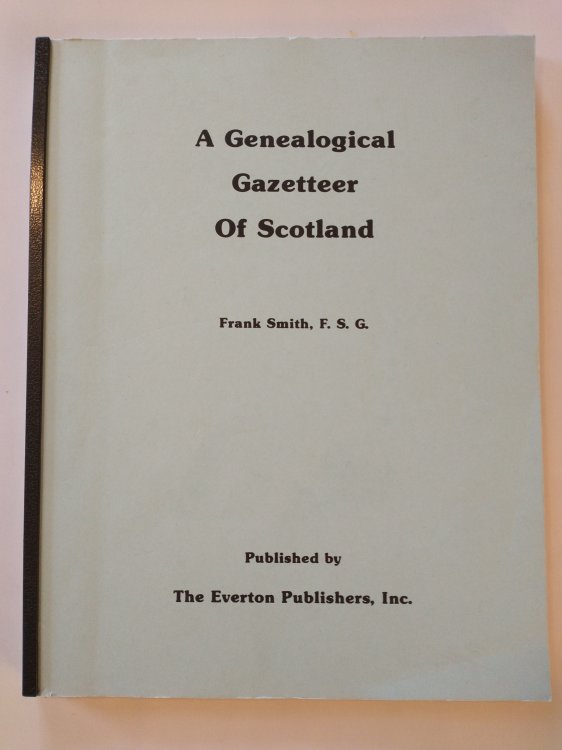 A Genealogical
Gazetteer
Of Scotland
Frank Smith, F. S. G.
Published by
The Everton Publishers, Inc.